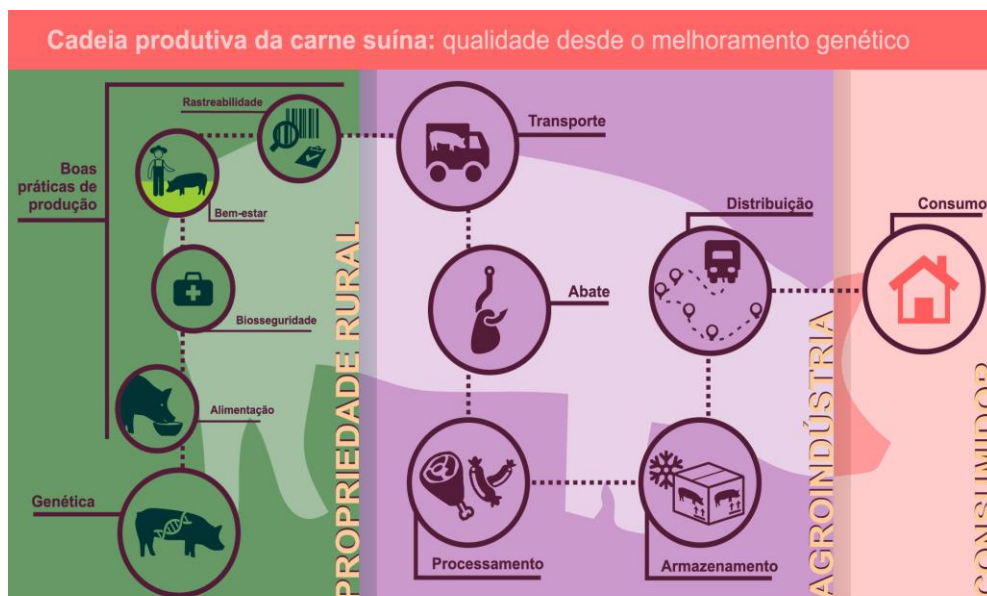 Cadeia produtiva da carne suína: qualidade desde o melhoramento genético
Rastreabilidade
Boas
práticas de
produção
Bem-estar
Biosseguridade
Alimentação
Genética
PROPRIEDADE RURAL
Transporte
Abate
Processamento
Armazenamento
Distribuição
AGROINDÚSTRIA
Consumo
CONSUMIDOR